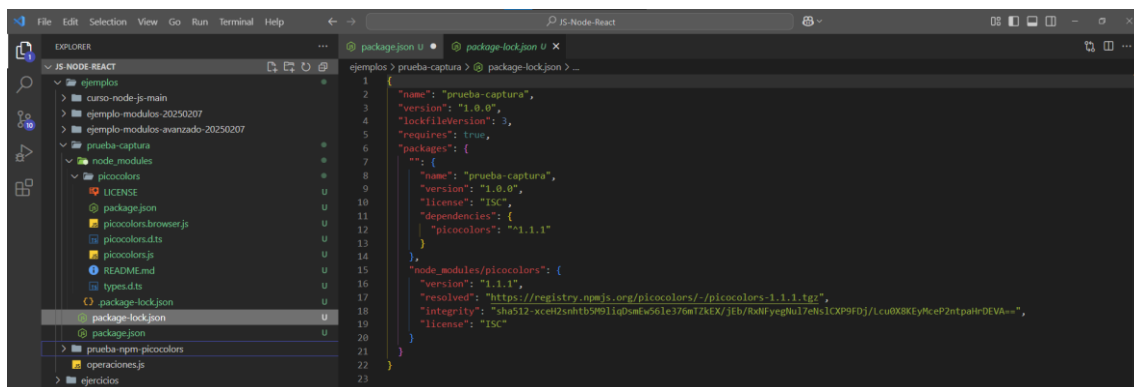 File Edit Selection View Go Run Terminal Help
JS-Node-React
EXPLORER
JS-NODE-REACT
ejemplos
curso-node-js-main
ejemplo-modulos-20250207
ejemplo-modulos-avanzado-20250207
prueba-captura
node_modules
picocolors
LICENSE U
package.json U
picocolors.browser.js U
picocolors.d.ts U
picocolors.js U
README.md U
types.d.ts U
.package-lock.json U
package-lock.json U
package.json U
prueba-npm-picocolors
operaciones.js
ejercicios
1
10
package.json U
package-lock.json U
ejemplos > prueba-captura > package-lock.json > ...
1 {
2 "name": "prueba-captura",
3 "version": "1.0.0",
4 "lockfileVersion": 3,
5 "requires": true,
6 "packages": {
7 "": {
8 "name": "prueba-captura",
9 "version": "1.0.0",
10 "license": "ISC",
11 "dependencies": {
12 "picocolors": "^1.1.1"
13 }
14 },
15 "node_modules/picocolors": {
16 "version": "1.1.1",
17 "resolved": "https://registry.npmjs.org/picocolors/-/picocolors-1.1.1.tgz",
18 "integrity":
19 "license": "ISC"
20 }
21 }
22 }
23